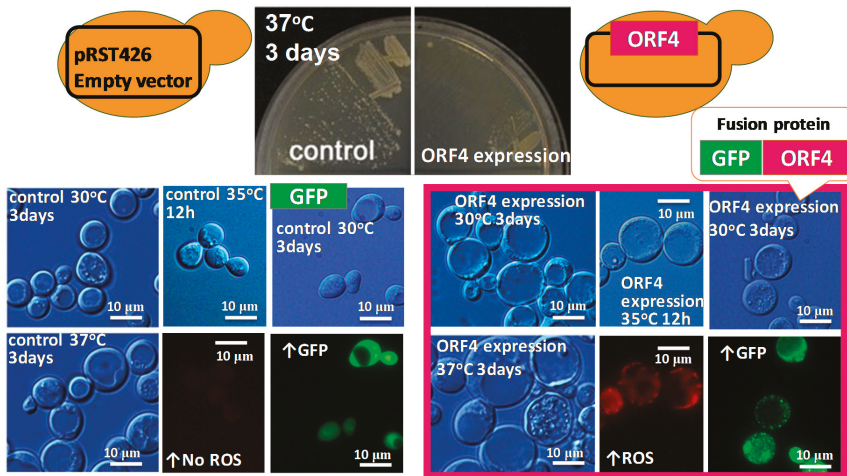 pRST426
Empty vector
37°C
3 days
control
ORF4 expression
ORF4
Fusion protein
GFP ORF4
control 30°C
3days
10 µm
control 35°C
12h
10 µm
GFP
control 30°C
3days
10 µm
control 37°C
3days
10 µm
10 µm
↑No ROS
↑GFP
10 µm
ORF4 expression
30°C 3days
10 µm
10 µm
ORF4
expression
35°C 12h
ORF4 expression
30°C 3days
10 µm
ORF4 expression
37°C 3days
10 µm
10 µm
↑ROS
↑GFP
10 µm